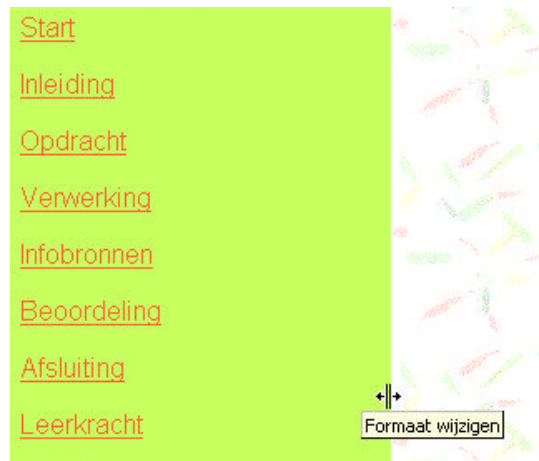 Start
Inleiding
Opdracht
Verwerking
Infobronnen
Beoordeling
Afsluiting
Leerkracht
Formaat wijzigen